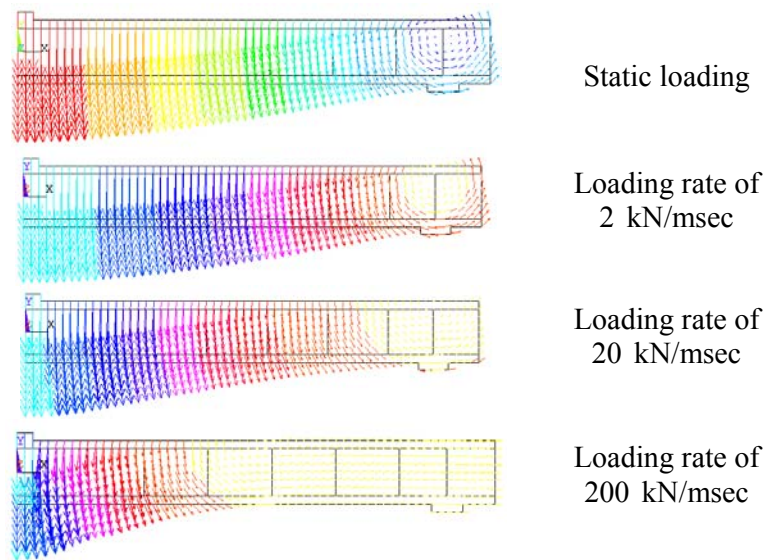 X
Static loading
Y
X
Loading rate of
2 kN/msec
Y
X
Loading rate of
20 kN/msec
Y
X
Loading rate of
200 kN/msec